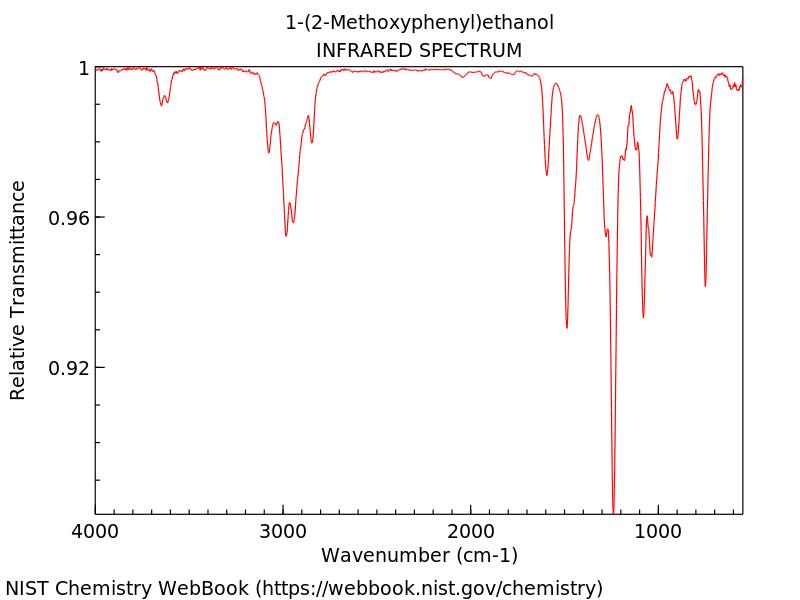 1-(2-Methoxyphenyl)ethanol
INFRARED SPECTRUM
1
0.96
0.92
Relative Transmittance
4000 3000 2000 1000
Wavenumber (cm-1)
NIST Chemistry WebBook (https://webbook.nist.gov/chemistry)